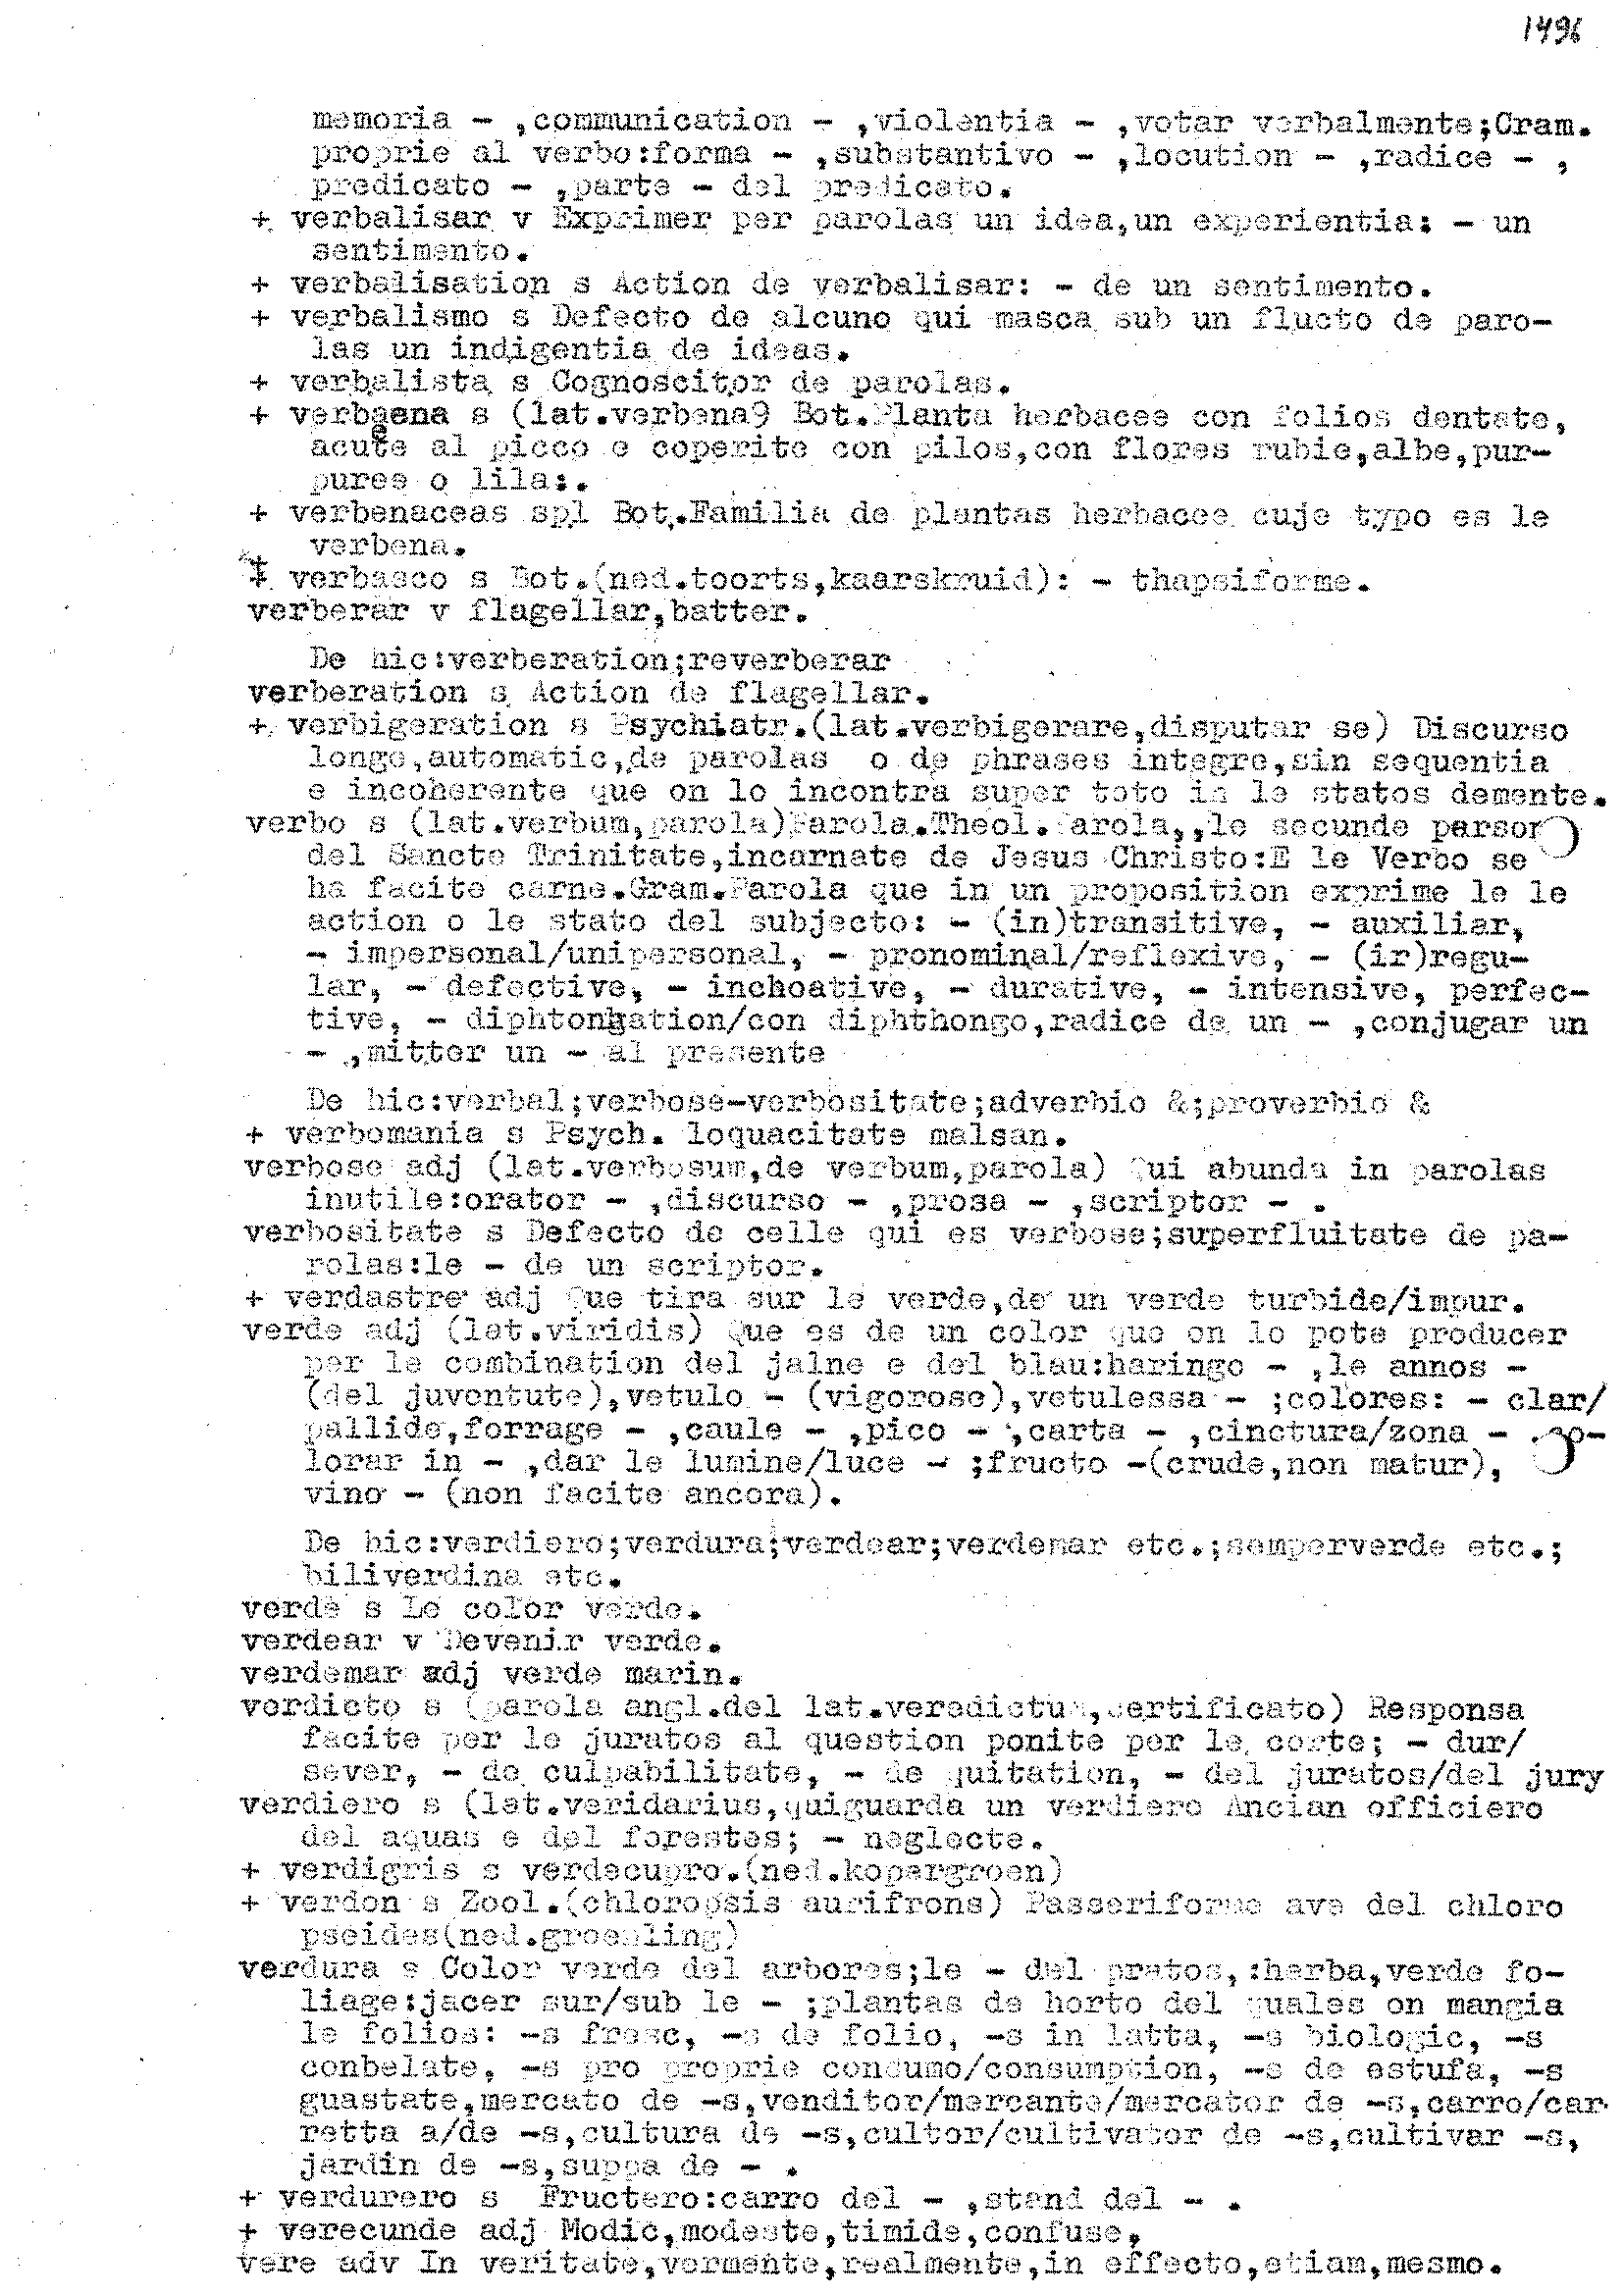 1496
memoria - ,communication - ,violentia - ,votar verbalmente;Gram.
proprie al verbo:forma - ,substantivo - ,locution - ,radice - ,
predicato - ,parte - del predicato.
+ verbalisar v Exprimer per parolas un idea,un experientia: - un
sentimento.
+ verbalisation s Action de verbalisar: - de un sentimento.
+ verbalismo s Defecto de alcuno qui masca sub un flucto de paro-
las un indigentia de ideas.
+ verbalista s Cognoscitor de parolas.
+ verbena s (lat.verbena9 Bot.Planta herbacee con folios dentate,
acute al picco e coperite con pilos,con flores rubie,albe,pur-
puree o lila:.
+ verbenaceas spl Bot.Familia de plantas herbacee cuje typo es le
verbena.
+ verbasco s Bot.(ned.toorts,kaarskruid): - thapsiforme.
verberar v flagellar,batter.
De hic:verberation;reverberar
verberation s Action de flagellar.
+ verbigeration s Psychiatr.(lat.verbigerare,disputar se) Discurso
longe,automatic,de parolas o de phrases integre,sin sequentia
e incoherente que on lo incontra super toto in le statos demente.
verbo s (lat.verbum,parola)Parola.Theol.Parola,,le secunde person
del Sancte Trinitate,incarnate de Jesus Christo:E le Verbo se
ha facite carne.Gram.Parola que in un proposition exprime le le
action o le stato del subjecto: - (in)transitive, - auxiliar,
- impersonal/unipersonal, - pronominal/reflexive, - (ir)regu-
lar, - defective, - inchoative, - durative, - intensive, perfec-
tive, - diphtongation/con diphthongo,radice de un - ,conjugar un
- ,mitter un - al presente
De hic:verbal;verbose-verbositate;adverbio &;proverbio &
+ verbomania s Psych. loquacitate malsan.
verbose adj (lat.verbosum,de verbum,parola) Qui abunda in parolas
inutile:orator - ,discurso - ,prosa - ,scriptor - .
verbositate s Defecto de celle qui es verbose;superfluitate de pa-
rolas:le - de un scriptor.
+ verdastre adj Que tira sur le verde,de un verde turbide/impur.
verde adj (lat.viridis) Que es de un color que on lo pote producer
per le combination del jalne e del blau:haringo - ,le annos -
(del juventute),vetulo - (vigorose),vetulessa - ;colores: - clar/
pallide,forrage - ,caule - ,pico - ,carta - ,cinctura/zona - ,co-
lorar in - ,dar le lumine/luce - ;fructo -(crude,non matur),
vino - (non facite ancora).
De hic:verdiero;verdura;verdear;verdemar etc.;semperverde etc.;
biliverdina etc.
verde s Le color verde.
verdear v Devenir verde.
verdemar adj verde marin.
verdicto s (parola angl.del lat.veredictum,certificato) Responsa
facite per le juratos al question ponite per le corte; - dur/
sever, - de culpabilitate, - de quitation, - del juratos/del jury
verdiero s (lat.veridarius,quiguarda un verdiero Ancian officiero
del aquas e del forestes; - neglecte.
+ verdigris s verdecupro.(ned.kopergroen)
+ verdon s Zool.(chloropsis aurifrons) Passeriforme ave del chloro
pseides(ned.groenling)
verdura s Color verde del arbores;le - del pratos,:herba,verde fo-
liage:jacer sur/sub le - ;plantas de horto del quales on mangia
le folios: -s fresc, -s de folio, -s in latta, -s biologic, -s
conbelate, -s pro proprie consumo/consumption, -s de estufa, -s
guastate,mercato de -s,venditor/mercante/mercator de -s,carro/car
retta a/de -s,cultura de -s,cultor/cultivator de -s,cultivar -s,
jardin de -s,suppa de - .
+ verdurero s Fructero:carro del - ,stand del - .
+ verecunde adj Modic,modeste,timide,confuse,
vere adv In veritate,vermente,realmente,in effecto,etiam,mesmo.